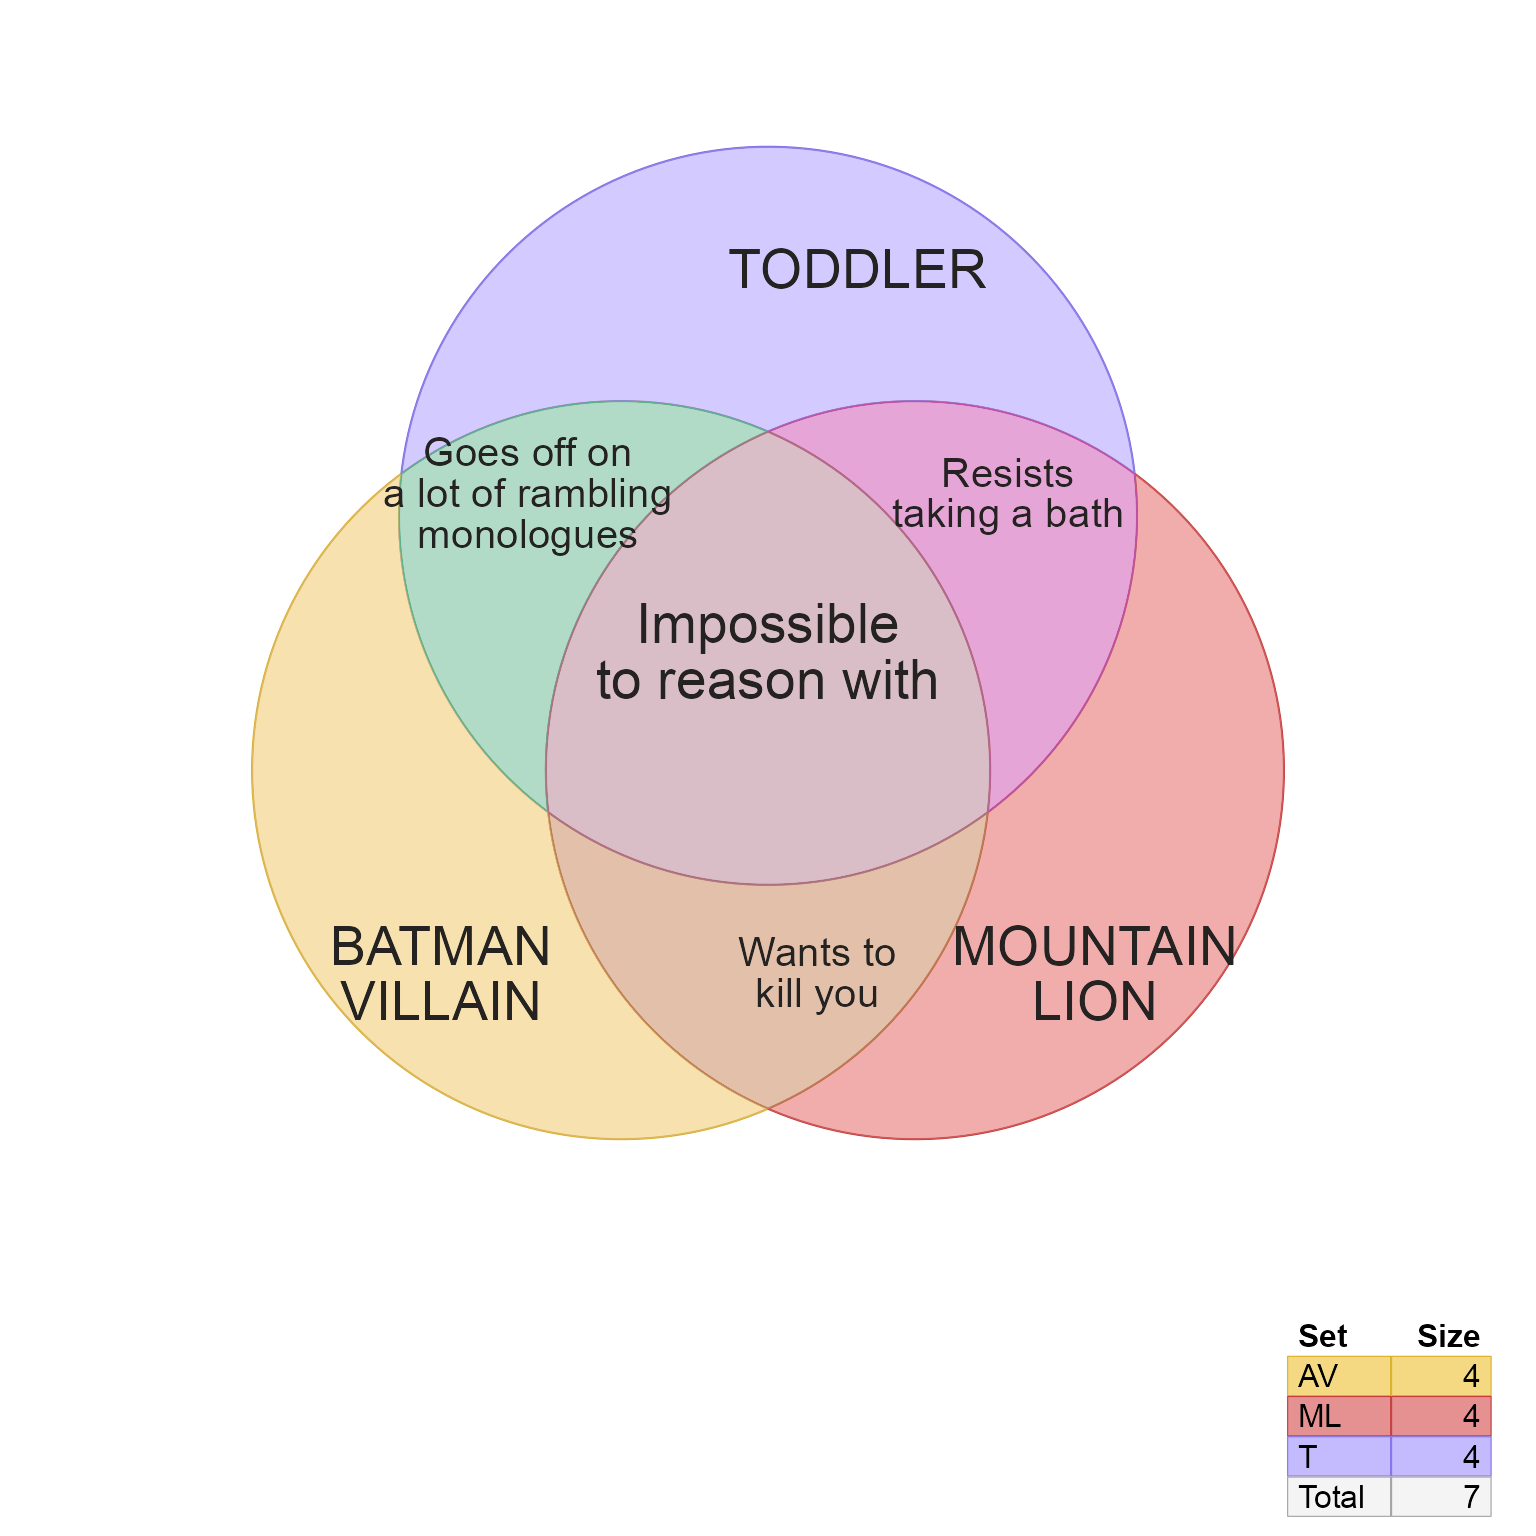 TODDLER
Goes off on
a lot of rambling
monologues
Resists
taking a bath
Impossible
to reason with
BATMAN
VILLAIN
Wants to
kill you
MOUNTAIN
LION
Set Size
AV 4
ML 4
T 4
Total 7